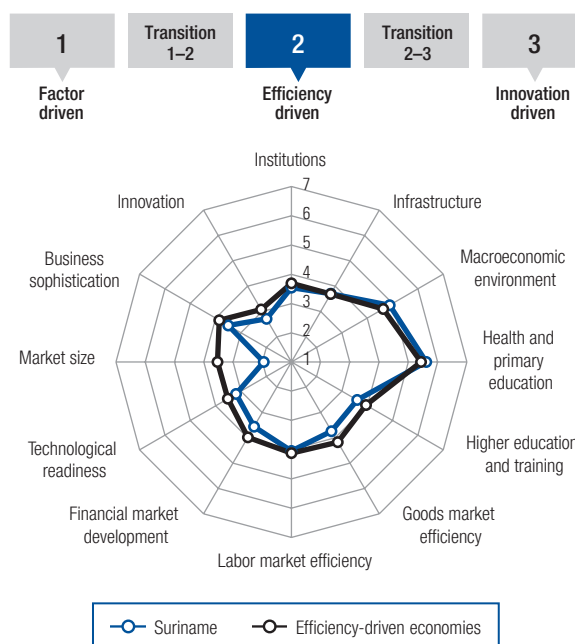 1
Transition
1–2
2
Transition
2–3
3
Factor
driven
Efficiency
driven
Innovation
driven
Institutions
7
6
5
4
3
2
1
Infrastructure
Macroeconomic
environment
Health and
primary
education
Higher education
and training
Goods market
efficiency
Labor market efficiency
Financial market
development
Technological
readiness
Market size
Business
sophistication
Innovation
Suriname
Efficiency-driven economies